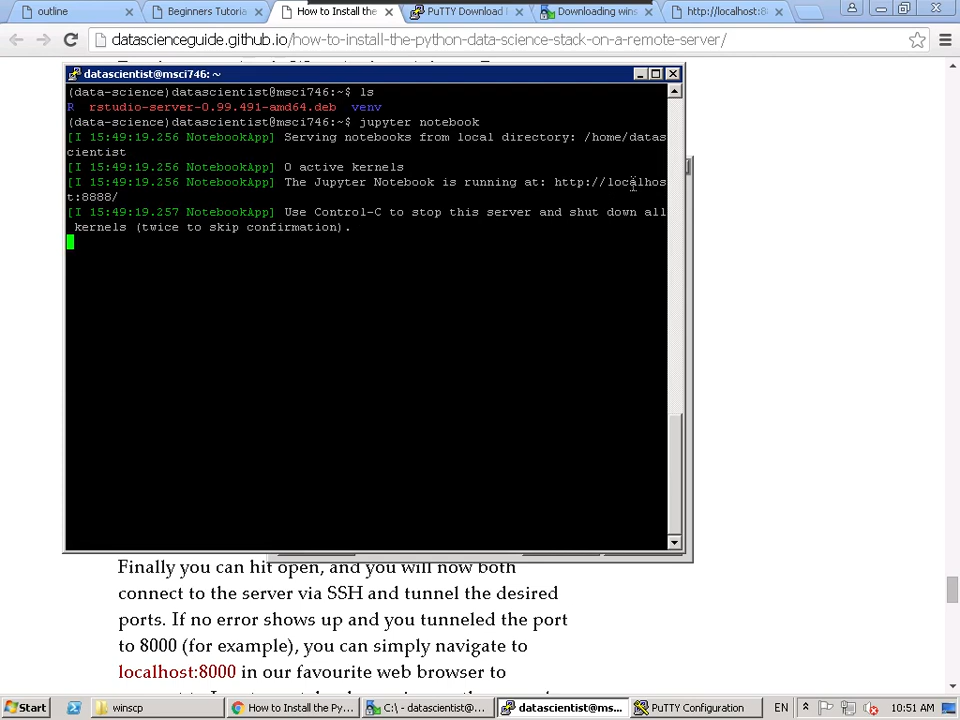 outline
Beginners Tutoria
How to Install the
PuTTY Download
Downloading wins
http://localhost:8
datascienceguide.github.io/how-to-install-the-python-data-science-stack-on-a-remote-server/
datascientist@msci746: ~
(data-science)datascientist@msci746:~$ ls
R rstudio-server-0.99.491-amd64.deb venv
(data-science)datascientist@msci746:~$ jupyter notebook
[I 15:49:19.256 NotebookApp] Serving notebooks from local directory: /home/datas
cientist
[I 15:49:19.256 NotebookApp] 0 active kernels
[I 15:49:19.256 NotebookApp] The Jupyter Notebook is running at: http://localhos
t:8888/
[I 15:49:19.257 NotebookApp] Use Control-C to stop this server and shut down all
kernels (twice to skip confirmation).
Finally you can hit open, and you will now both
connect to the server via SSH and tunnel the desired
ports. If no error shows up and you tunneled the port
to 8000 (for example), you can simply navigate to
localhost:8000 in our favourite web browser to
Start
winscp
How to Install the Py...
C:\ - datascientist@...
datascientist@ms...
PuTTY Configuration
EN
10:51 AM